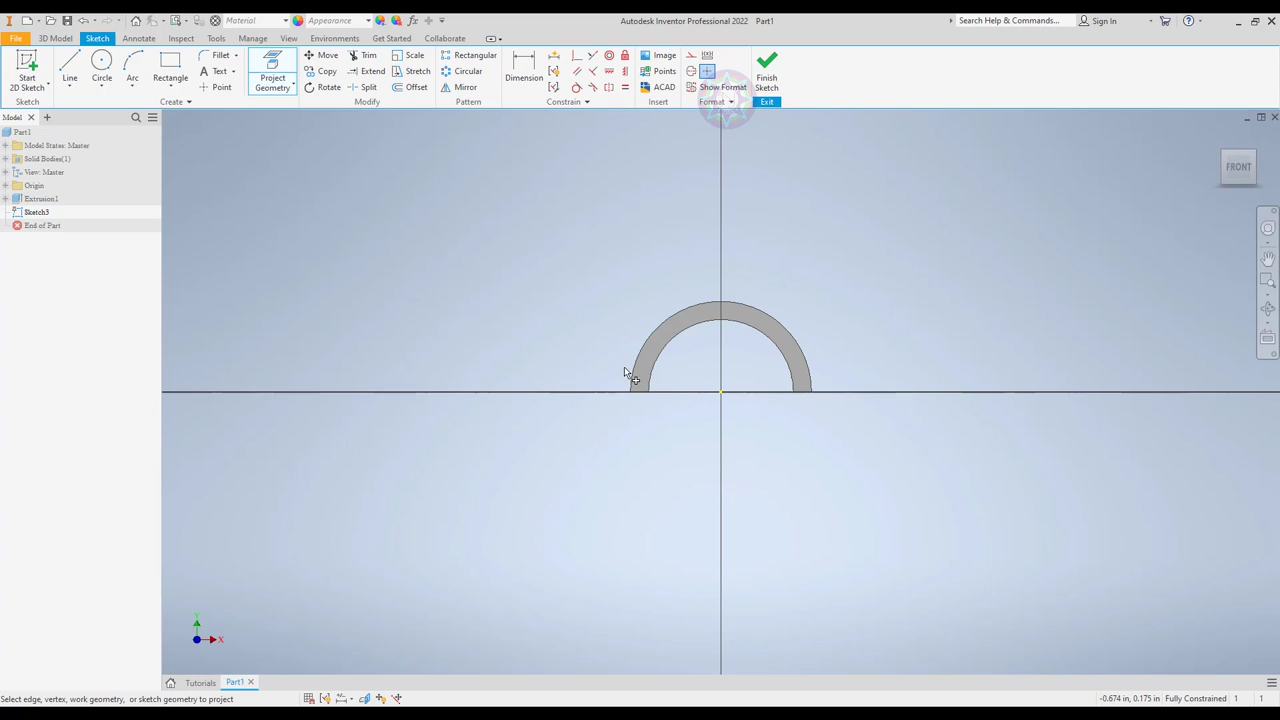 Material
Appearance
Autodesk Inventor Professional 2022 Part1
Search Help & Commands...
Sign In
File 3D Model Sketch Annotate Inspect Tools Manage View Environments Get Started Collaborate
Start
2D Sketch
Line
Circle
Arc
Rectangle
Fillet
Text
Point
Project
Geometry
Move
Copy
Rotate
Trim
Extend
Split
Scale
Stretch
Offset
Rectangular
Circular
Mirror
Dimension
Image
Points
ACAD
Show Format
Finish
Sketch
Sketch Create Modify Pattern Constrain Insert Format Exit
Model
Part1
Model States: Master
Solid Bodies(1)
View: Master
Origin
Extrusion1
Sketch3
End of Part
FRONT
Y
X
Tutorials Part1
Select edge, vertex, work geometry, or sketch geometry to project
-0.674 in, 0.175 in Fully Constrained 1 1